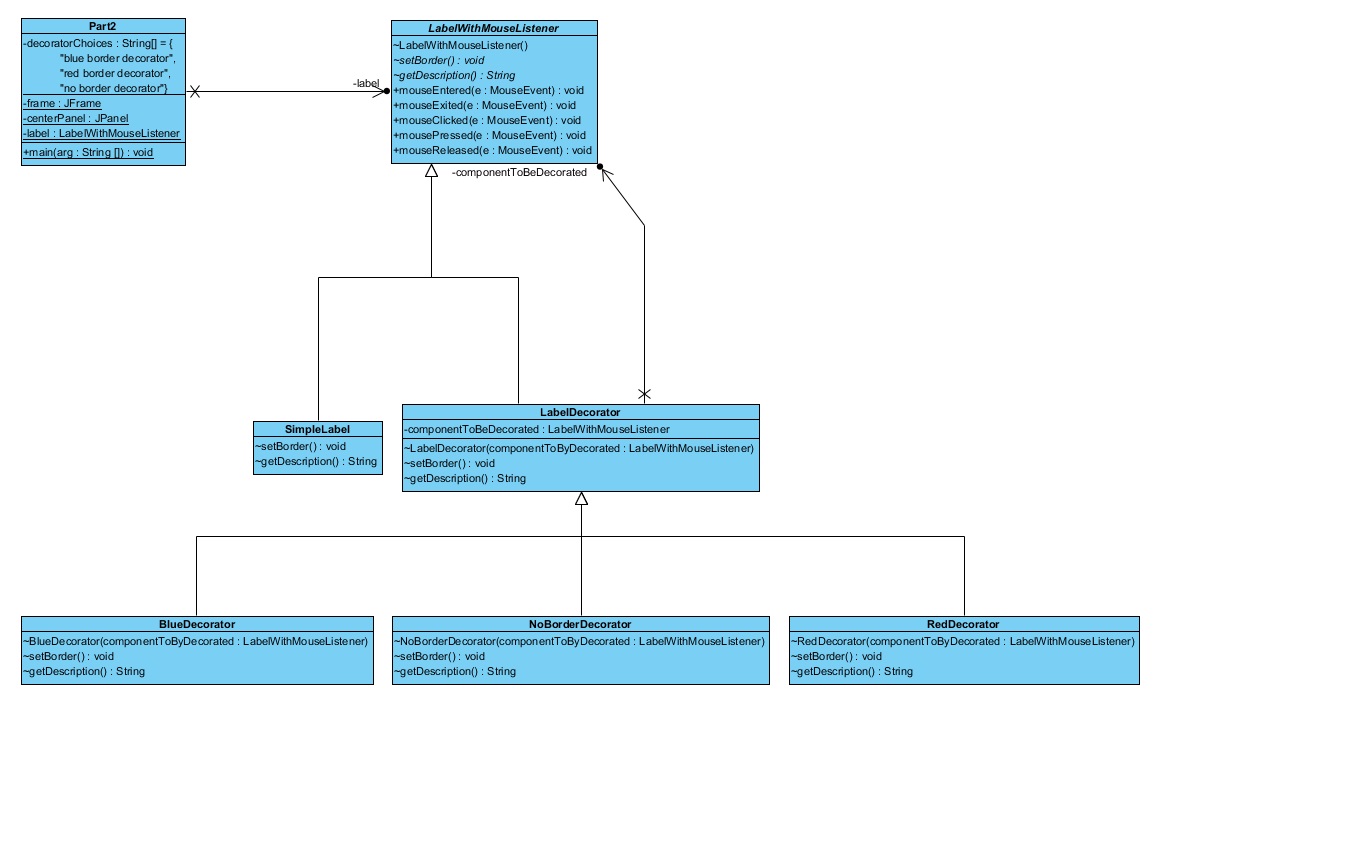 Part2
-decoratorChoices : String[] = {
"blue border decorator",
"red border decorator",
"no border decorator"}
-frame : JFrame
-centerPanel : JPanel
-label : LabelWithMouseListener
+main(arg : String []) : void
-label
LabelWithMouseListener
~LabelWithMouseListener()
~setBorder() : void
~getDescription() : String
+mouseEntered(e : MouseEvent) : void
+mouseExited(e : MouseEvent) : void
+mouseClicked(e : MouseEvent) : void
+mousePressed(e : MouseEvent) : void
+mouseReleased(e : MouseEvent) : void
-componentToBeDecorated
SimpleLabel
~setBorder() : void
~getDescription() : String
LabelDecorator
-componentToBeDecorated : LabelWithMouseListener
~LabelDecorator(componentToByDecorated : LabelWithMouseListener)
~setBorder() : void
~getDescription() : String
BlueDecorator
~BlueDecorator(componentToByDecorated : LabelWithMouseListener)
~setBorder() : void
~getDescription() : String
NoBorderDecorator
~NoBorderDecorator(componentToByDecorated : LabelWithMouseListener)
~setBorder() : void
~getDescription() : String
RedDecorator
~RedDecorator(componentToByDecorated : LabelWithMouseListener)
~setBorder() : void
~getDescription() : String